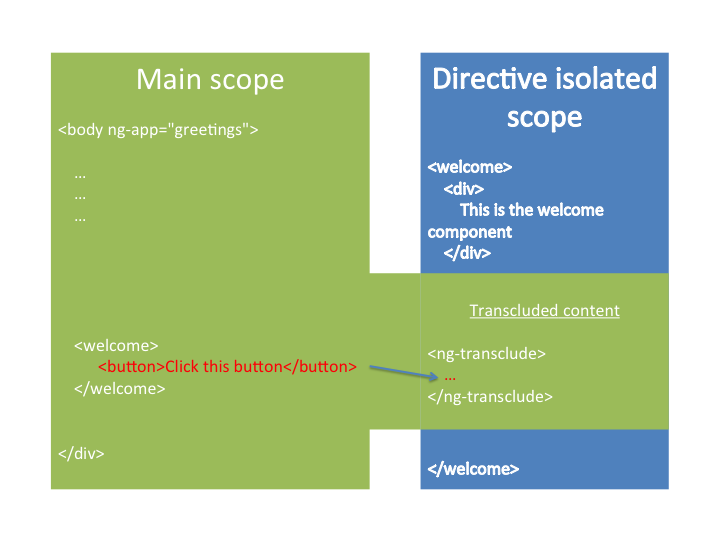 Main scope
<body ng-app="greetings">
...
...
...
<welcome>
<button>Click this button</button>
</welcome>
</div>
Directive isolated
scope
<welcome>
<div>
This is the welcome
component
</div>
Transcluded content
<ng-transclude>
...
</ng-transclude>
</welcome>